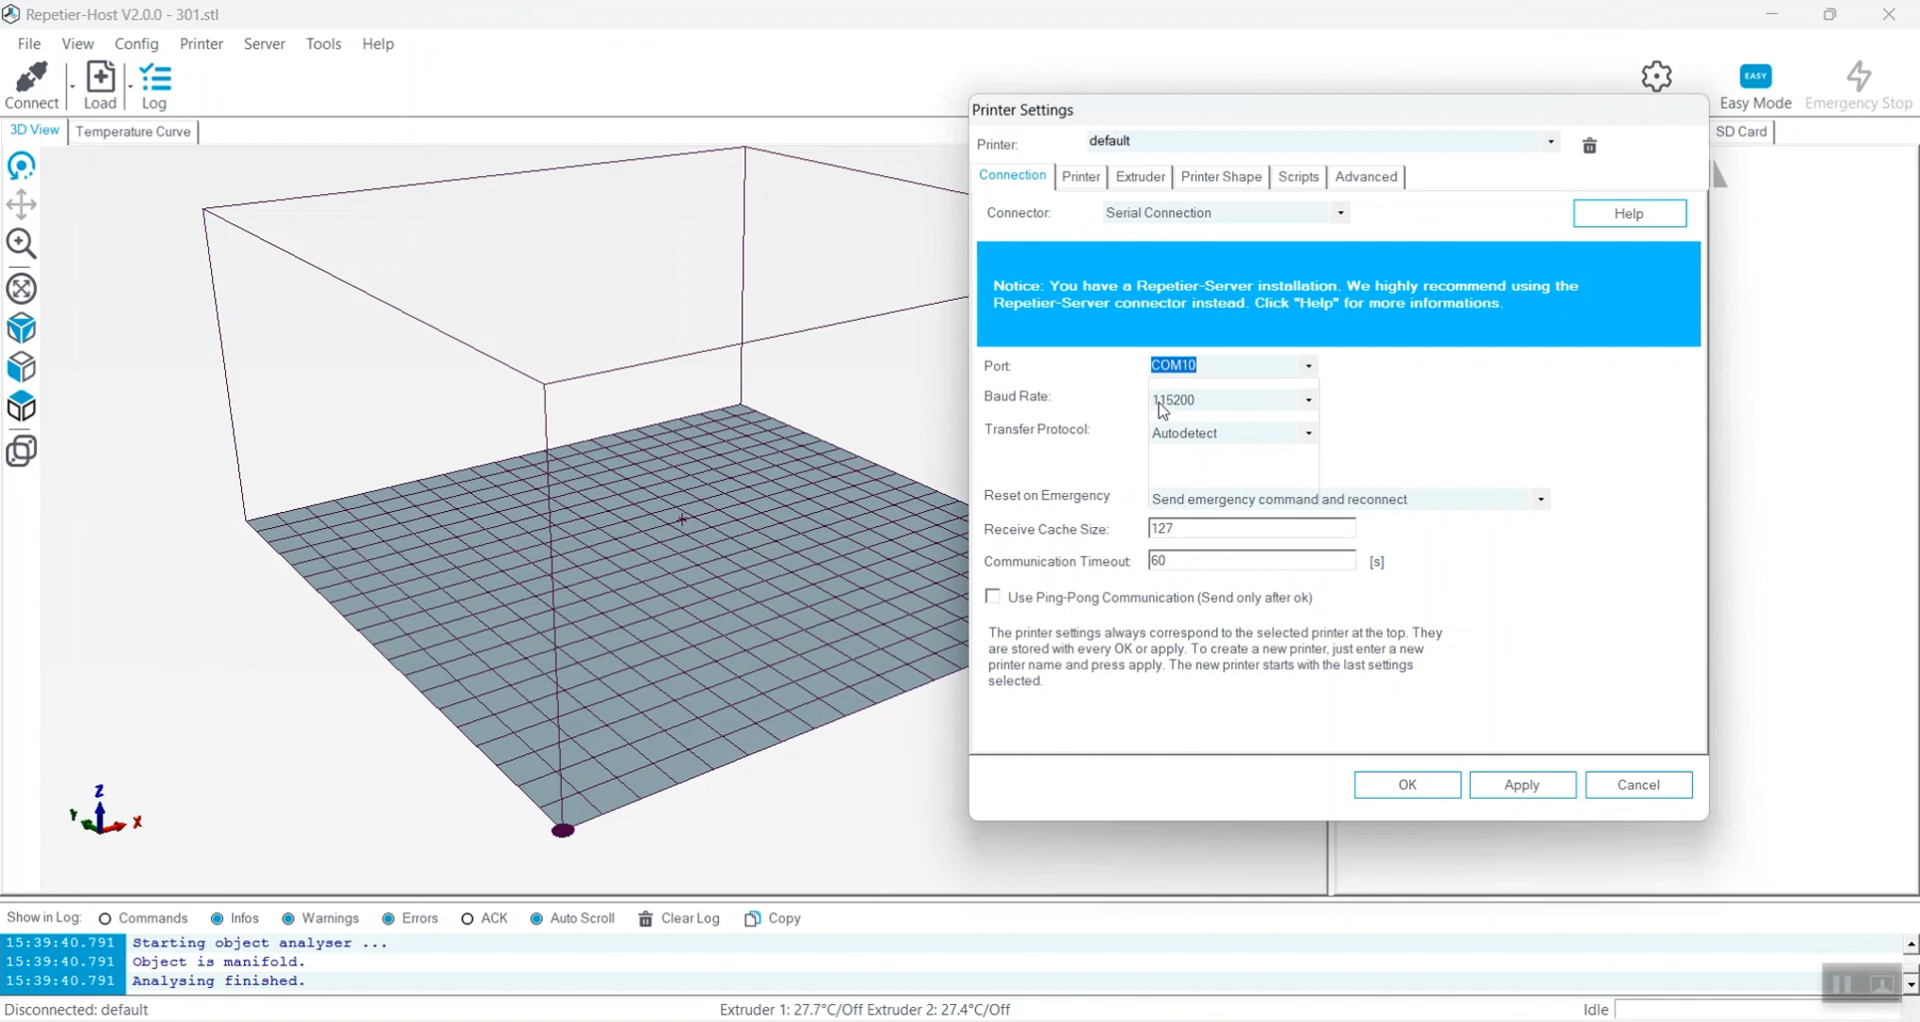 Repetier-Host V2.0.0 - 301.stl
File View Config Printer Server Tools Help
Connect Load Log
EASY
Easy Mode Emergency Stop
3D View Temperature Curve
SD Card
Printer Settings
Printer: default
Connection Printer Extruder Printer Shape Scripts Advanced
Connector: Serial Connection Help
Notice: You have a Repetier-Server installation. We highly recommend using the
Repetier-Server connector instead. Click "Help" for more informations.
Port: COM10
Baud Rate: 115200
Transfer Protocol: Autodetect
Reset on Emergency Send emergency command and reconnect
Receive Cache Size: 127
Communication Timeout: 60 [s]
Use Ping-Pong Communication (Send only after ok)
The printer settings always correspond to the selected printer at the top. They
are stored with every OK or apply. To create a new printer, just enter a new
printer name and press apply. The new printer starts with the last settings
selected.
OK Apply Cancel
Z
Y X
Show in Log: Commands Infos Warnings Errors ACK Auto Scroll Clear Log Copy
15:39:40.791 Starting object analyser ...
15:39:40.791 Object is manifold.
15:39:40.791 Analysing finished.
Disconnected: default Extruder 1: 27.7°C/Off Extruder 2: 27.4°C/Off Idle